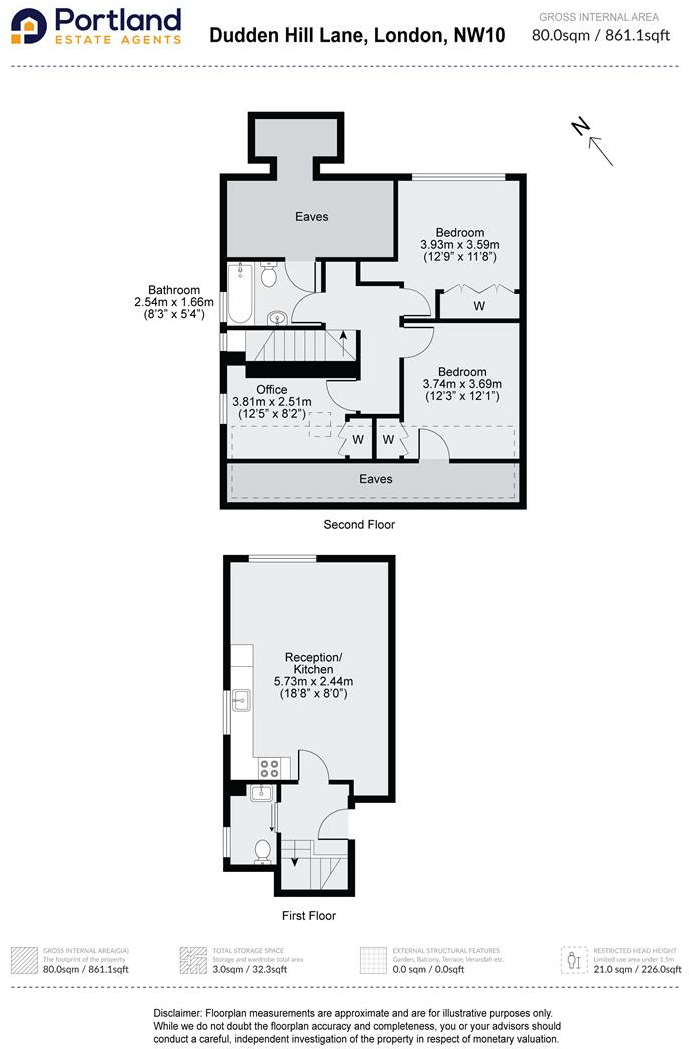 Portland
ESTATE AGENTS
Dudden Hill Lane, London, NW10
GROSS INTERNAL AREA
80.0sqm / 861.1sqft
N
Eaves
Bedroom
3.93m x 3.59m
(12'9" x 11'8")
W
Bathroom
2.54m x 1.66m
(8'3" x 5'4")
Bedroom
3.74m x 3.69m
(12'3" x 12'1")
Office
3.81m x 2.51m
(12'5" x 8'2")
W
W
Eaves
Second Floor
Reception/
Kitchen
5.73m x 2.44m
(18'8" x 8'0")
First Floor
GROSS INTERNAL AREA(GIA)
The footprint of the property
80.0sqm / 861.1sqft
TOTAL STORAGE SPACE
Storage and wardrobe total area
3.0sqm / 32.3sqft
EXTERNAL STRUCTURAL FEATURES
Garden, Balcony, Terrace, Verandah etc.
0.0 sqm / 0.0sqft
RESTRICTED HEAD HEIGHT
Limited use area under 1.5m
21.0 sqm / 226.0sqft
Disclaimer: Floorplan measurements are approximate and are for illustrative purposes only.
While we do not doubt the floorplan accuracy and completeness, you or your advisors should
conduct a careful, independent investigation of the property in respect of monetary valuation.